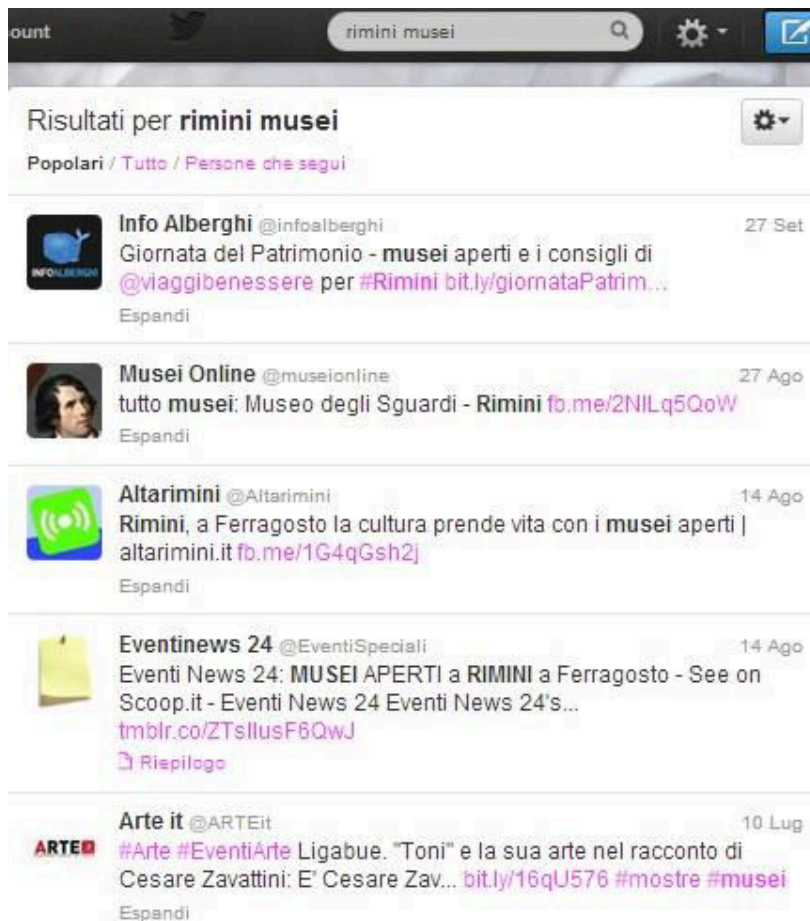 ount
rimini musei
Risultati per rimini musei
Popolari / Tutto / Persone che segui
Info Alberghi @infoalberghi 27 Set
Giornata del Patrimonio - musei aperti e i consigli di
@viaggibenessere per #Rimini bit.ly/giornataPatrim...
Espandi
INFOALBERGHI
Musei Online @museionline 27 Ago
tutto musei: Museo degli Sguardi - Rimini fb.me/2NILq5QoW
Espandi
Altarimini @Altarimini 14 Ago
Rimini, a Ferragosto la cultura prende vita con i musei aperti |
altarimini.it fb.me/1G4qGsh2j
Espandi
Eventinews 24 @EventiSpeciali 14 Ago
Eventi News 24: MUSEI APERTI a RIMINI a Ferragosto - See on
Scoop.it - Eventi News 24 Eventi News 24's...
tmblr.co/ZTsIIusF6QwJ
Riepilogo
Arte it @ARTEit 10 Lug
ARTE
#Arte #EventiArte Ligabue. "Toni" e la sua arte nel racconto di
Cesare Zavattini: E' Cesare Zav... bit.ly/16qU576 #mostre #musei
Espandi